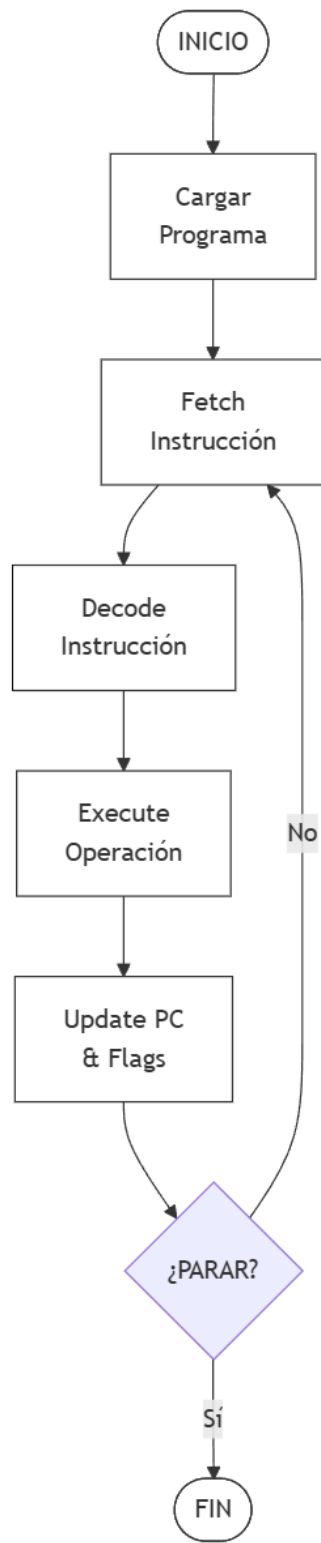 INICIO
Cargar
Programa
Fetch
Instrucción
Decode
Instrucción
Execute
Operación
No
Update PC
& Flags
¿PARAR?
Sí
FIN